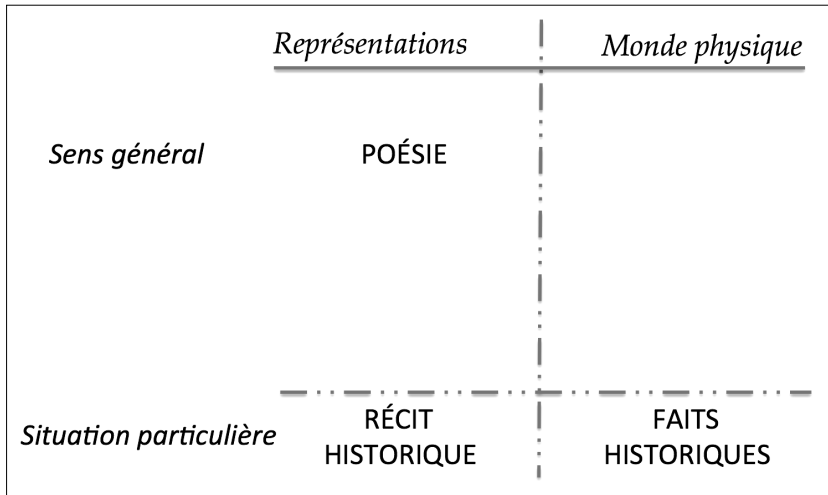 Représentations Monde physique
Sens général POÉSIE
Situation particulière
RÉCIT HISTORIQUE
FAITS HISTORIQUES